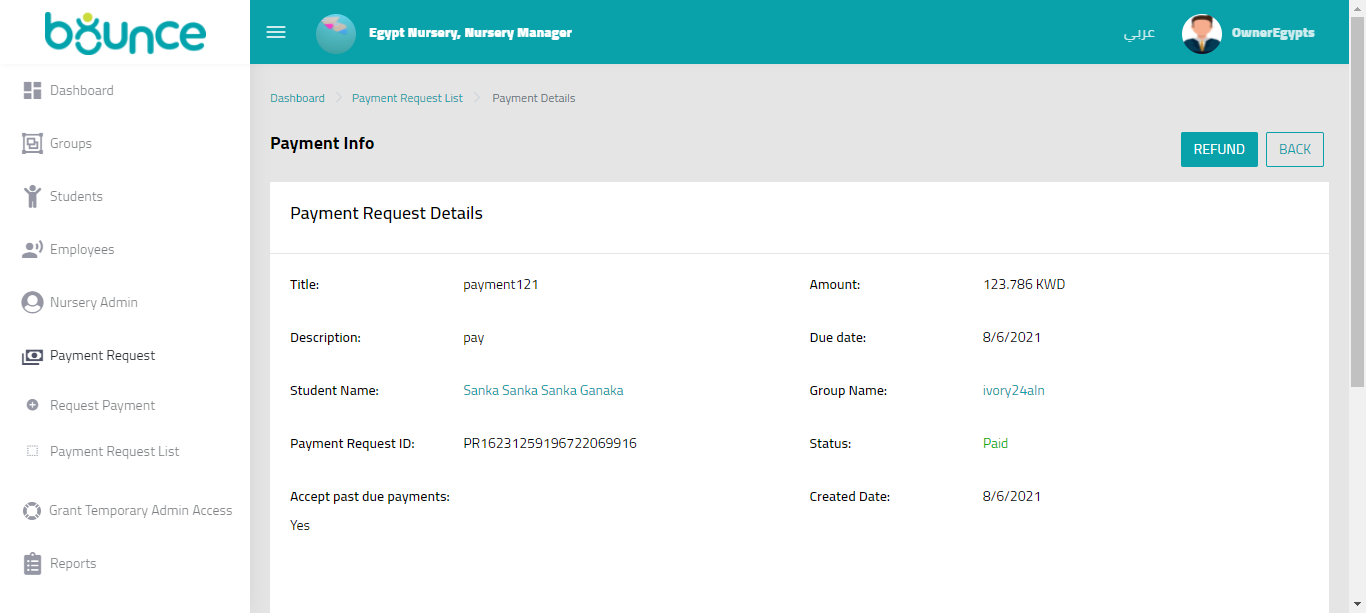 bounce
Egypt Nursery, Nursery Manager
عربي
OwnerEgypts
Dashboard
Groups
Students
Employees
Nursery Admin
Payment Request
Request Payment
Payment Request List
Grant Temporary Admin Access
Reports
Dashboard > Payment Request List > Payment Details
Payment Info
REFUND
BACK
Payment Request Details
Title: payment121 Amount: 123.786 KWD
Description: pay Due date: 8/6/2021
Student Name: Sanka Sanka Sanka Ganaka Group Name: ivory24aln
Payment Request ID: PR16231259196722069916 Status: Paid
Accept past due payments: Created Date: 8/6/2021
Yes